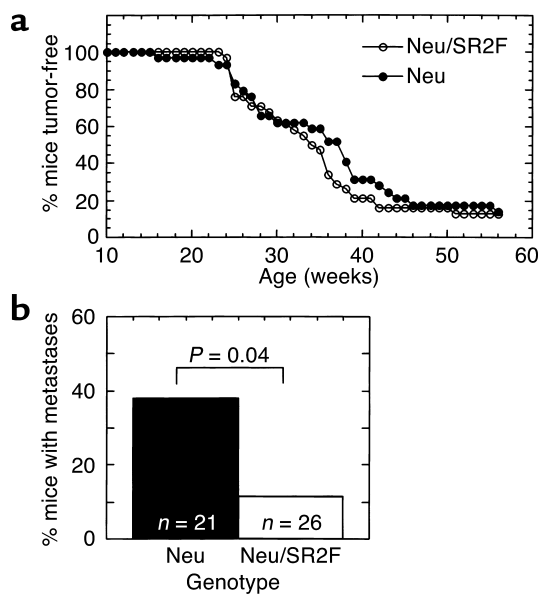 a
100
80
60
40
20
0
% mice tumor-free
Neu/SR2F
Neu
10 20 30 40 50 60
Age (weeks)
b
60
40
20
0
% mice with metastases
P = 0.04
n = 21 n = 26
Neu Neu/SR2F
Genotype